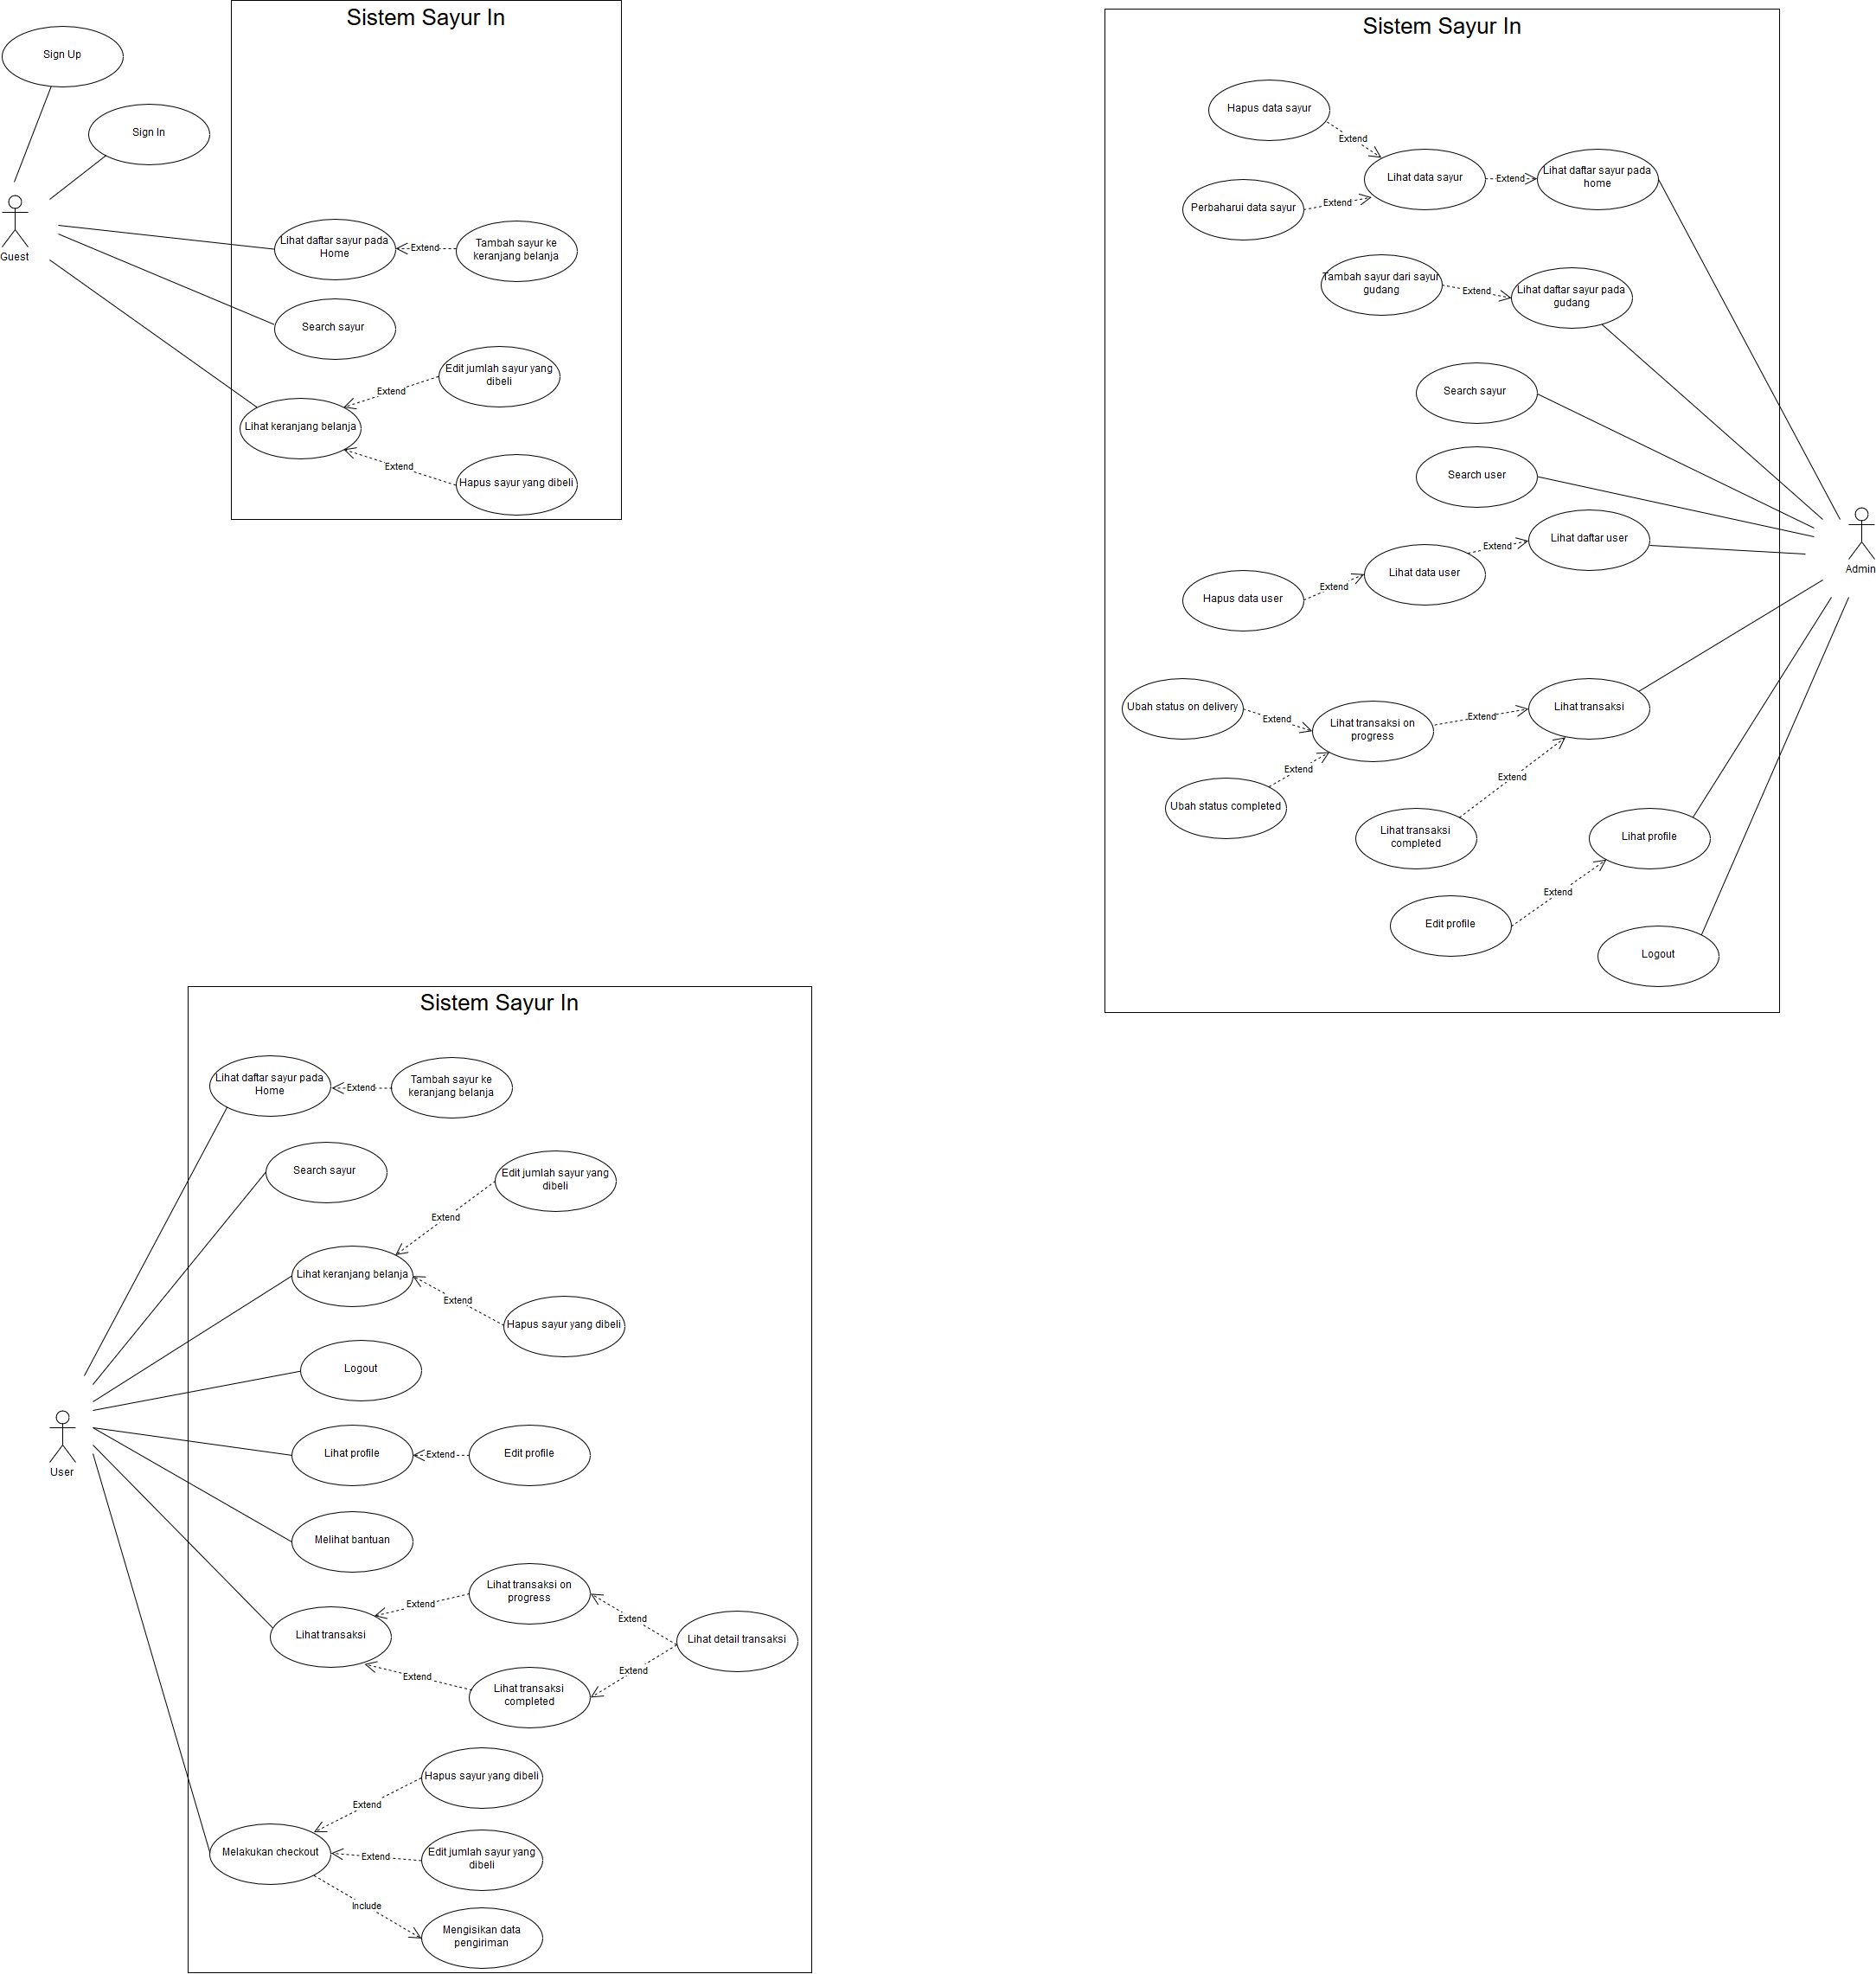 Sistem Sayur In
Sign Up
Sign In
Guest
Lihat daftar sayur pada
Home
Extend
Tambah sayur ke
keranjang belanja
Search sayur
Edit jumlah sayur yang
dibeli
Extend
Lihat keranjang belanja
Extend
Hapus sayur yang dibeli
Sistem Sayur In
Hapus data sayur
Extend
Lihat data sayur
Extend
Lihat daftar sayur pada
home
Perbaharui data sayur
Extend
Tambah sayur dari sayur
gudang
Extend
Lihat daftar sayur pada
gudang
Search sayur
Search user
Lihat daftar user
Extend
Lihat data user
Extend
Hapus data user
Admin
Ubah status on delivery
Extend
Lihat transaksi on
progress
Extend
Lihat transaksi
Extend
Ubah status completed
Extend
Lihat transaksi
completed
Lihat profile
Extend
Edit profile
Logout
Sistem Sayur In
Lihat daftar sayur pada
Home
Extend
Tambah sayur ke
keranjang belanja
Search sayur
Edit jumlah sayur yang
dibeli
Extend
Lihat keranjang belanja
Extend
Hapus sayur yang dibeli
Logout
User
Lihat profile
Extend
Edit profile
Melihat bantuan
Lihat transaksi on
progress
Extend
Extend
Lihat transaksi
Lihat detail transaksi
Extend
Extend
Lihat transaksi
completed
Hapus sayur yang dibeli
Extend
Melakukan checkout
Extend
Edit jumlah sayur yang
dibeli
Include
Mengisikan data
pengiriman